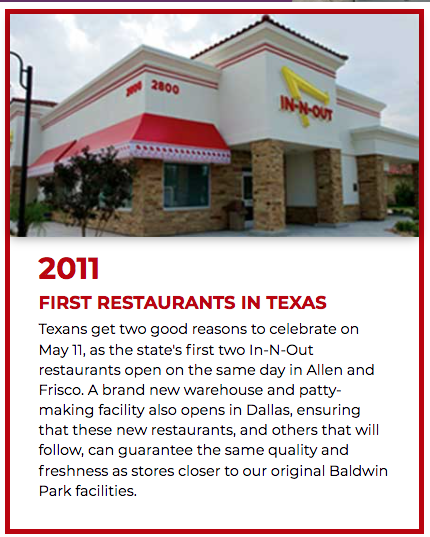 2800 2800
IN-N-OUT
2011
FIRST RESTAURANTS IN TEXAS
Texans get two good reasons to celebrate on
May 11, as the state's first two In-N-Out
restaurants open on the same day in Allen and
Frisco. A brand new warehouse and patty-
making facility also opens in Dallas, ensuring
that these new restaurants, and others that will
follow, can guarantee the same quality and
freshness as stores closer to our original Baldwin
Park facilities.